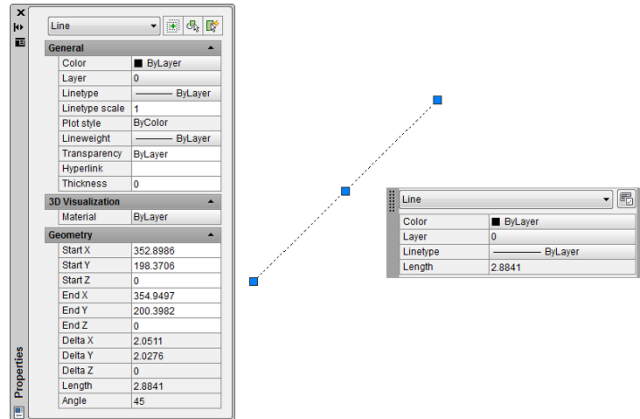 Line
General
Color ByLayer
Layer 0
Linetype ByLayer
Linetype scale 1
Plot style ByColor
Lineweight ByLayer
Transparency ByLayer
Hyperlink
Thickness 0
3D Visualization
Material ByLayer
Geometry
Start X 352.8986
Start Y 198.3706
Start Z 0
End X 354.9497
End Y 200.3982
End Z 0
Delta X 2.0511
Delta Y 2.0276
Delta Z 0
Length 2.8841
Angle 45
Properties
Line
Color ByLayer
Layer 0
Linetype ByLayer
Length 2.8841